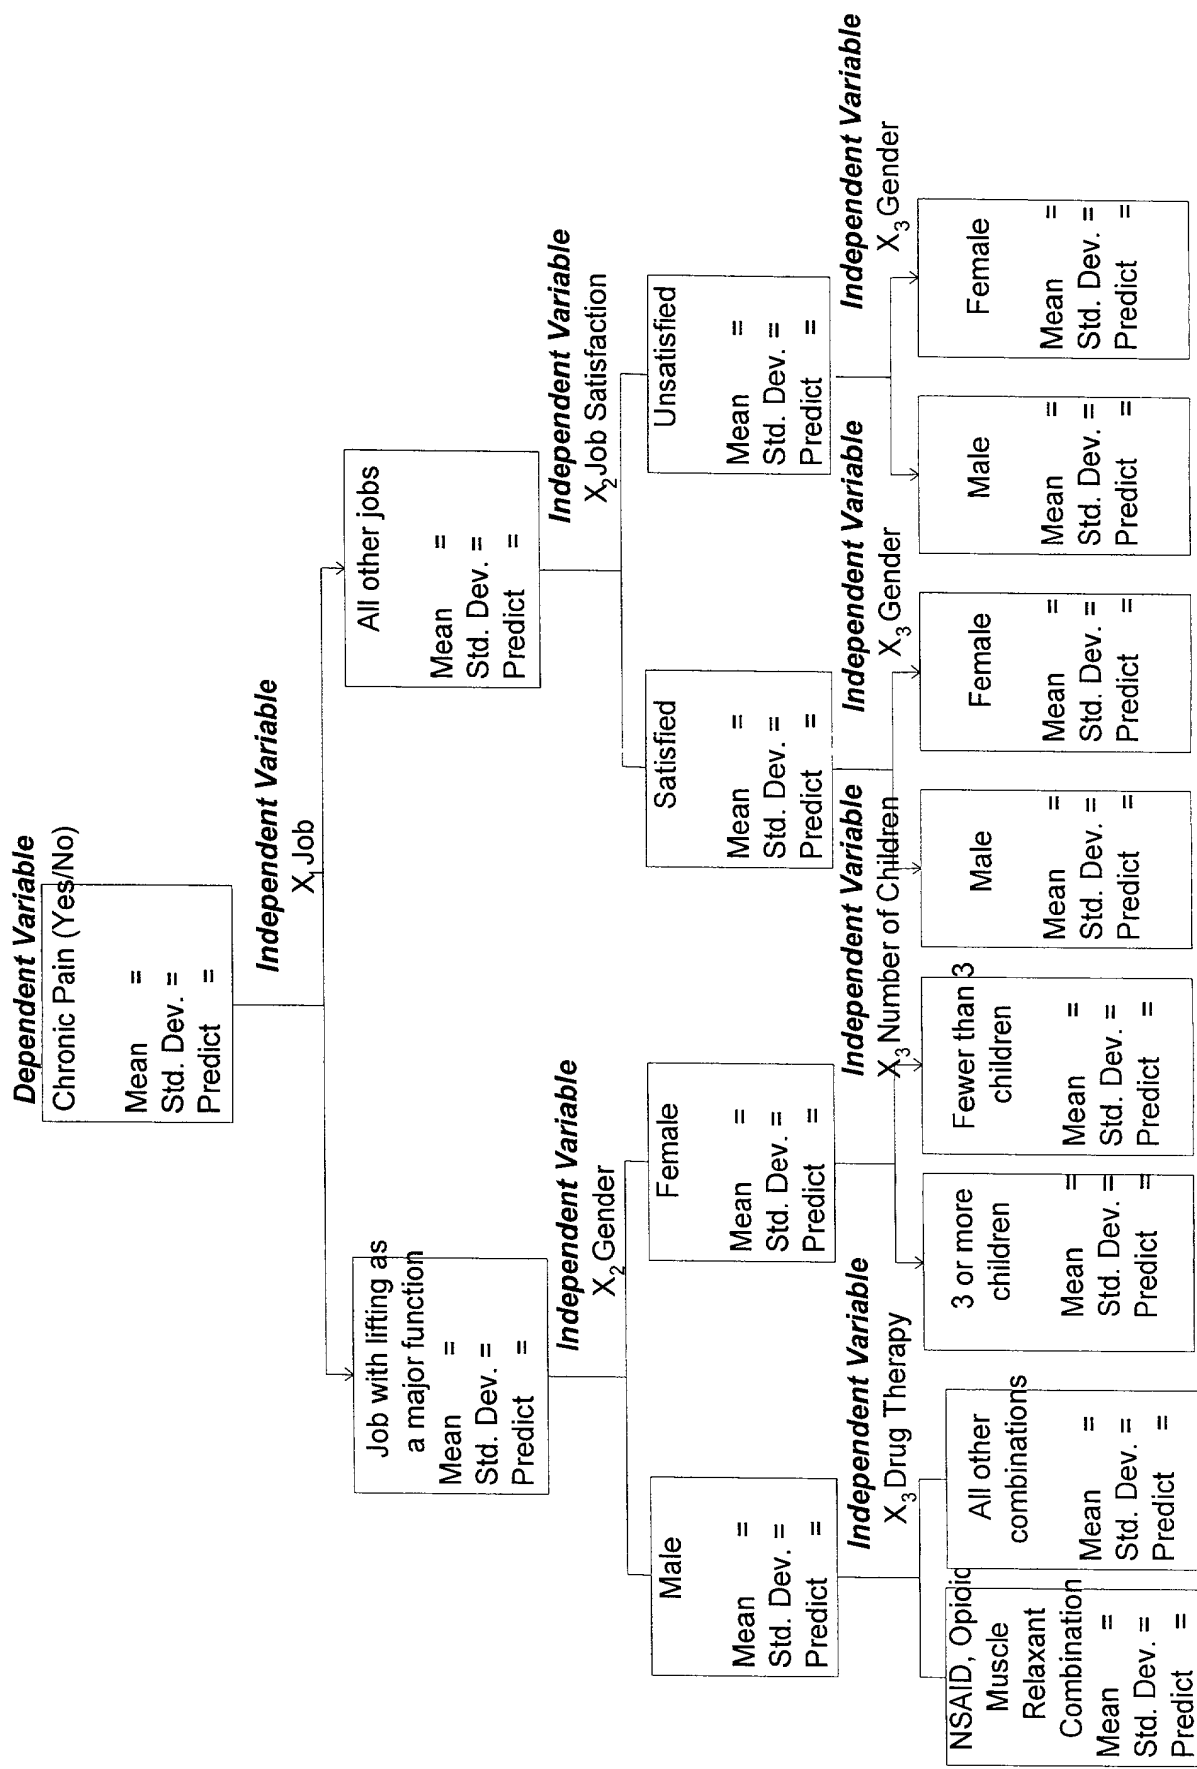 Dependent Variable
Chronic Pain (Yes/No)
Mean =
Std. Dev. =
Predict =
Independent Variable
X1 Job
Job with lifting as
a major function
Mean =
Std. Dev. =
Predict =
All other jobs
Mean =
Std. Dev. =
Predict =
Independent Variable
X2 Gender
Independent Variable
X2 Job Satisfaction
Male
Mean =
Std. Dev. =
Predict =
Female
Mean =
Std. Dev. =
Predict =
Satisfied
Mean =
Std. Dev. =
Predict =
Unsatisfied
Mean =
Std. Dev. =
Predict =
Independent Variable
X3 Drug Therapy
Independent Variable
X3 Number of Children
Independent Variable
X3 Gender
Independent Variable
X3 Gender
NSAID, Opioid
Muscle
Relaxant
Combination
Mean =
Std. Dev. =
Predict =
All other
combinations
Mean =
Std. Dev. =
Predict =
3 or more
children
Mean =
Std. Dev. =
Predict =
Fewer than 3
children
Mean =
Std. Dev. =
Predict =
Male
Mean =
Std. Dev. =
Predict =
Female
Mean =
Std. Dev. =
Predict =
Male
Mean =
Std. Dev. =
Predict =
Female
Mean =
Std. Dev. =
Predict =